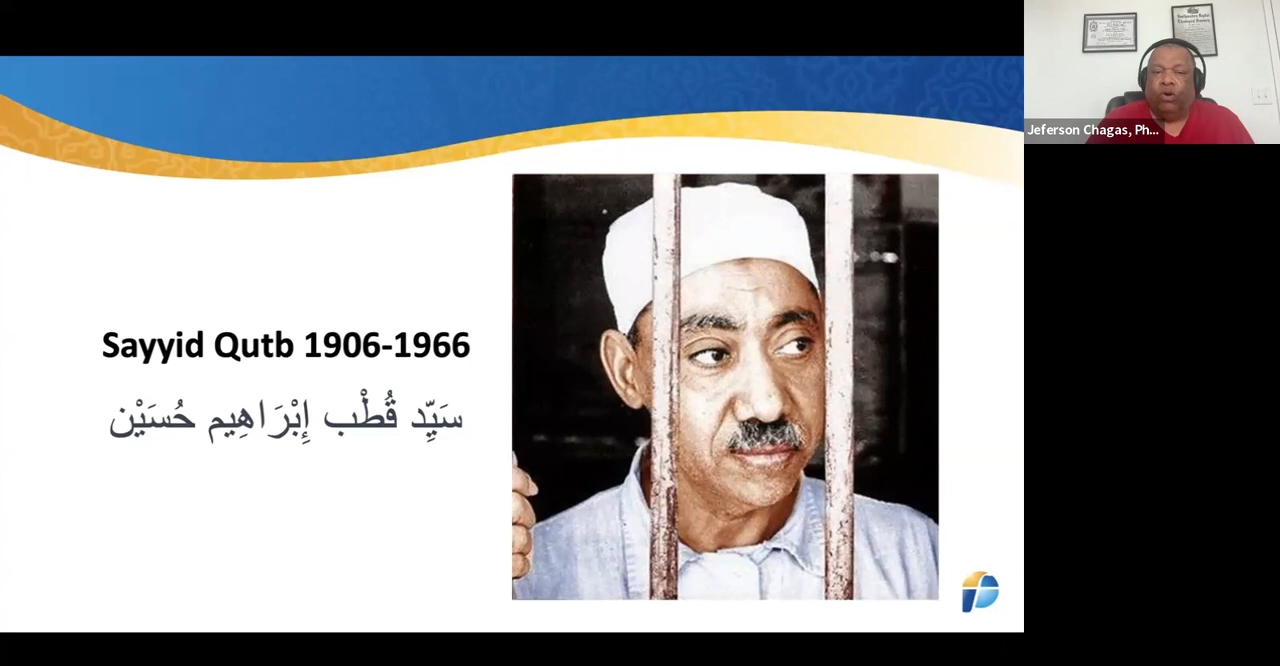 Sayyid Qutb 1906-1966
سَيِّد قُطْب إِبْرَاهِيم حُسَيْن
Jeferson Chagas, Ph...